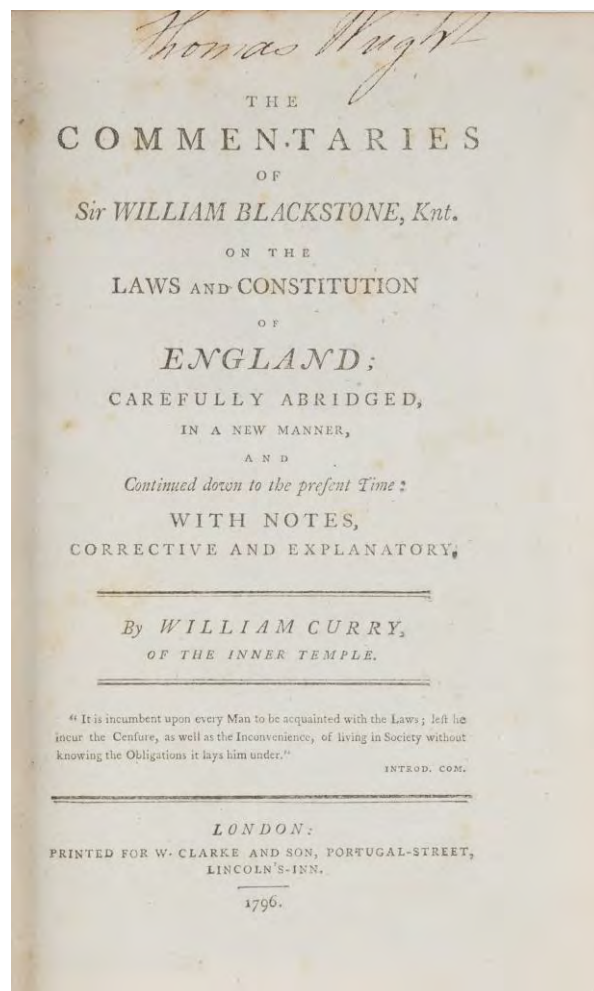 Thomas Wright
THE
COMMENTARIES
OF
Sir WILLIAM BLACKSTONE, Knt.
ON THE
LAWS AND CONSTITUTION
OF
ENGLAND;
CAREFULLY ABRIDGED,
IN A NEW MANNER,
AND
Continued down to the preſent Time:
WITH NOTES,
CORRECTIVE AND EXPLANATORY,
By WILLIAM CURRY,
OF THE INNER TEMPLE.
"It is incumbent upon every Man to be acquainted with the Laws; leſt he
incur the Cenſure, as well as the Inconvenience, of living in Society without
knowing the Obligations it lays him under."
INTROD. COM.
LONDON:
PRINTED FOR W. CLARKE AND SON, PORTUGAL-STREET,
LINCOLN'S-INN.
1796.